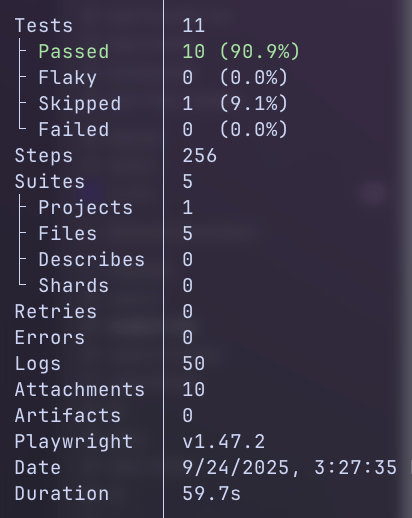 Tests 11
Passed 10 (90.9%)
Flaky 0 (0.0%)
Skipped 1 (9.1%)
Failed 0 (0.0%)
Steps 256
Suites 5
Projects 1
Files 5
Describes 0
Shards 0
Retries 0
Errors 0
Logs 50
Attachments 10
Artifacts 0
Playwright v1.47.2
Date 9/24/2025, 3:27:35
Duration 59.7s